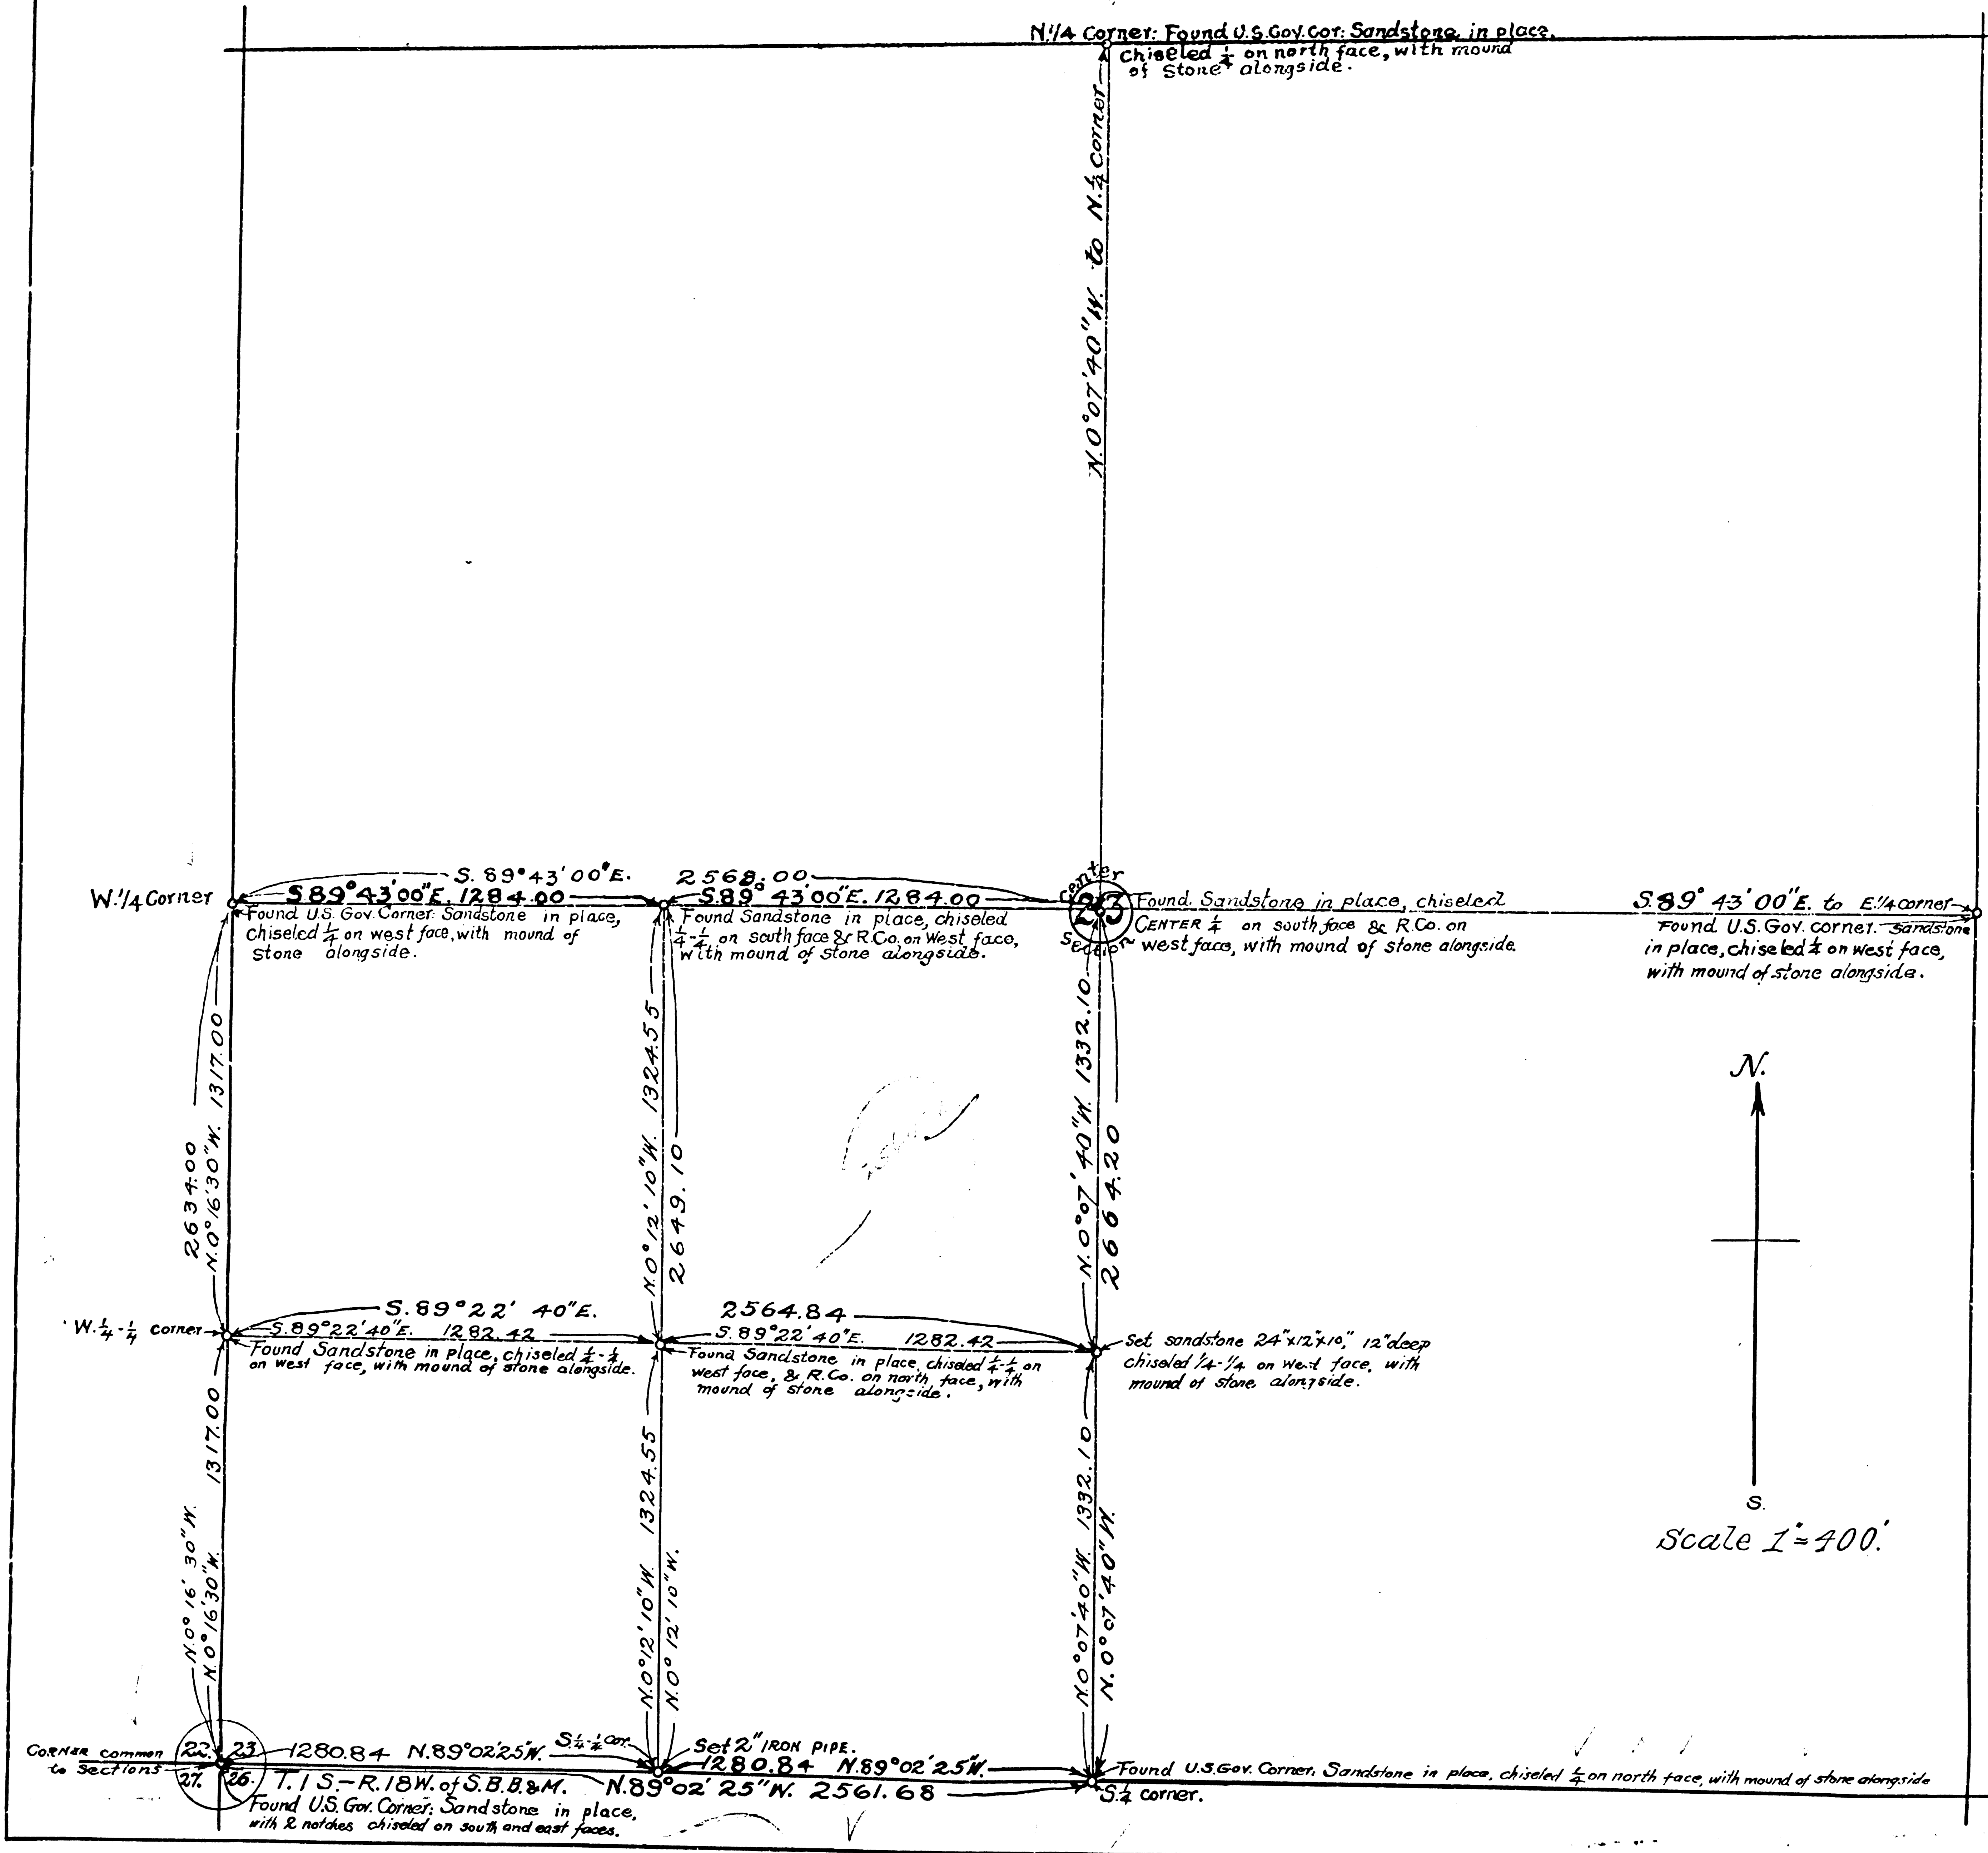 N.1/4 Corner: Found U.S.Gov.Cor: Sandstone in place.
chiseled 1/4 on north face, with mound
of Stone alongside.
N.0°07'40"W. to N.1/4 Corner
W.1/4 Corner
S.89°43'00"E. 2568.00
S.89°43'00"E. 1284.00
S.89°43'00"E. 1284.00
Found U.S. Gov. Corner: Sandstone in place,
chiseled 1/4 on west face, with mound of
Stone alongside.
Found Sandstone in place, chiseled
1/4-1/4 on south face & R.Co. on West face,
with mound of stone alongside.
Center
23
Section
Found Sandstone in place, chiseled
CENTER 1/4 on south face & R.Co. on
west face, with mound of stone alongside.
S.89°43'00"E. to E.1/4 corner
Found U.S. Gov. corner. Sandstone
in place, chiseled 1/4 on west face,
with mound of stone alongside.
2634.00
N.0°16'30"W. 1317.00
N.0°12'10"W. 1324.55
2649.10
N.0°07'40"W. 1332.10
2664.20
N.
S.
Scale 1"=400'.
W.1/4-1/4 corner
S.89°22'40"E. 2564.84
S.89°22'40"E. 1282.42
S.89°22'40"E. 1282.42
Found Sandstone in place, chiseled 1/4-1/4
on west face, with mound of stone alongside.
Found Sandstone in place, chiseled 1/4-1/4 on
west face, & R.Co. on north face, with
mound of stone alongside.
Set sandstone 24"x12"x10", 12"deep
chiseled 1/4-1/4 on west face, with
mound of stone alongside.
N.0°16'30"W.
N.0°16'30"W. 1317.00
N.0°12'10"W. 1324.55
N.0°12'10"W.
N.0°07'40"W. 1332.10
N.0°07'40"W.
CORNER common
to Sections
22. 23
27. 26.
1280.84 N.89°02'25"W.
S.1/4-1/4 Cor.
Set 2" IRON PIPE.
1280.84 N.89°02'25"W.
T.1 S.-R.18W. of S.B.B.&M.
N.89°02'25"W. 2561.68
Found U.S. Gov. Corner; Sandstone in place,
with 2 notches chiseled on south and east faces.
Found U.S.Gov. Corner, Sandstone in place, chiseled 1/4 on north face, with mound of stone alongside
S.1/4 corner.